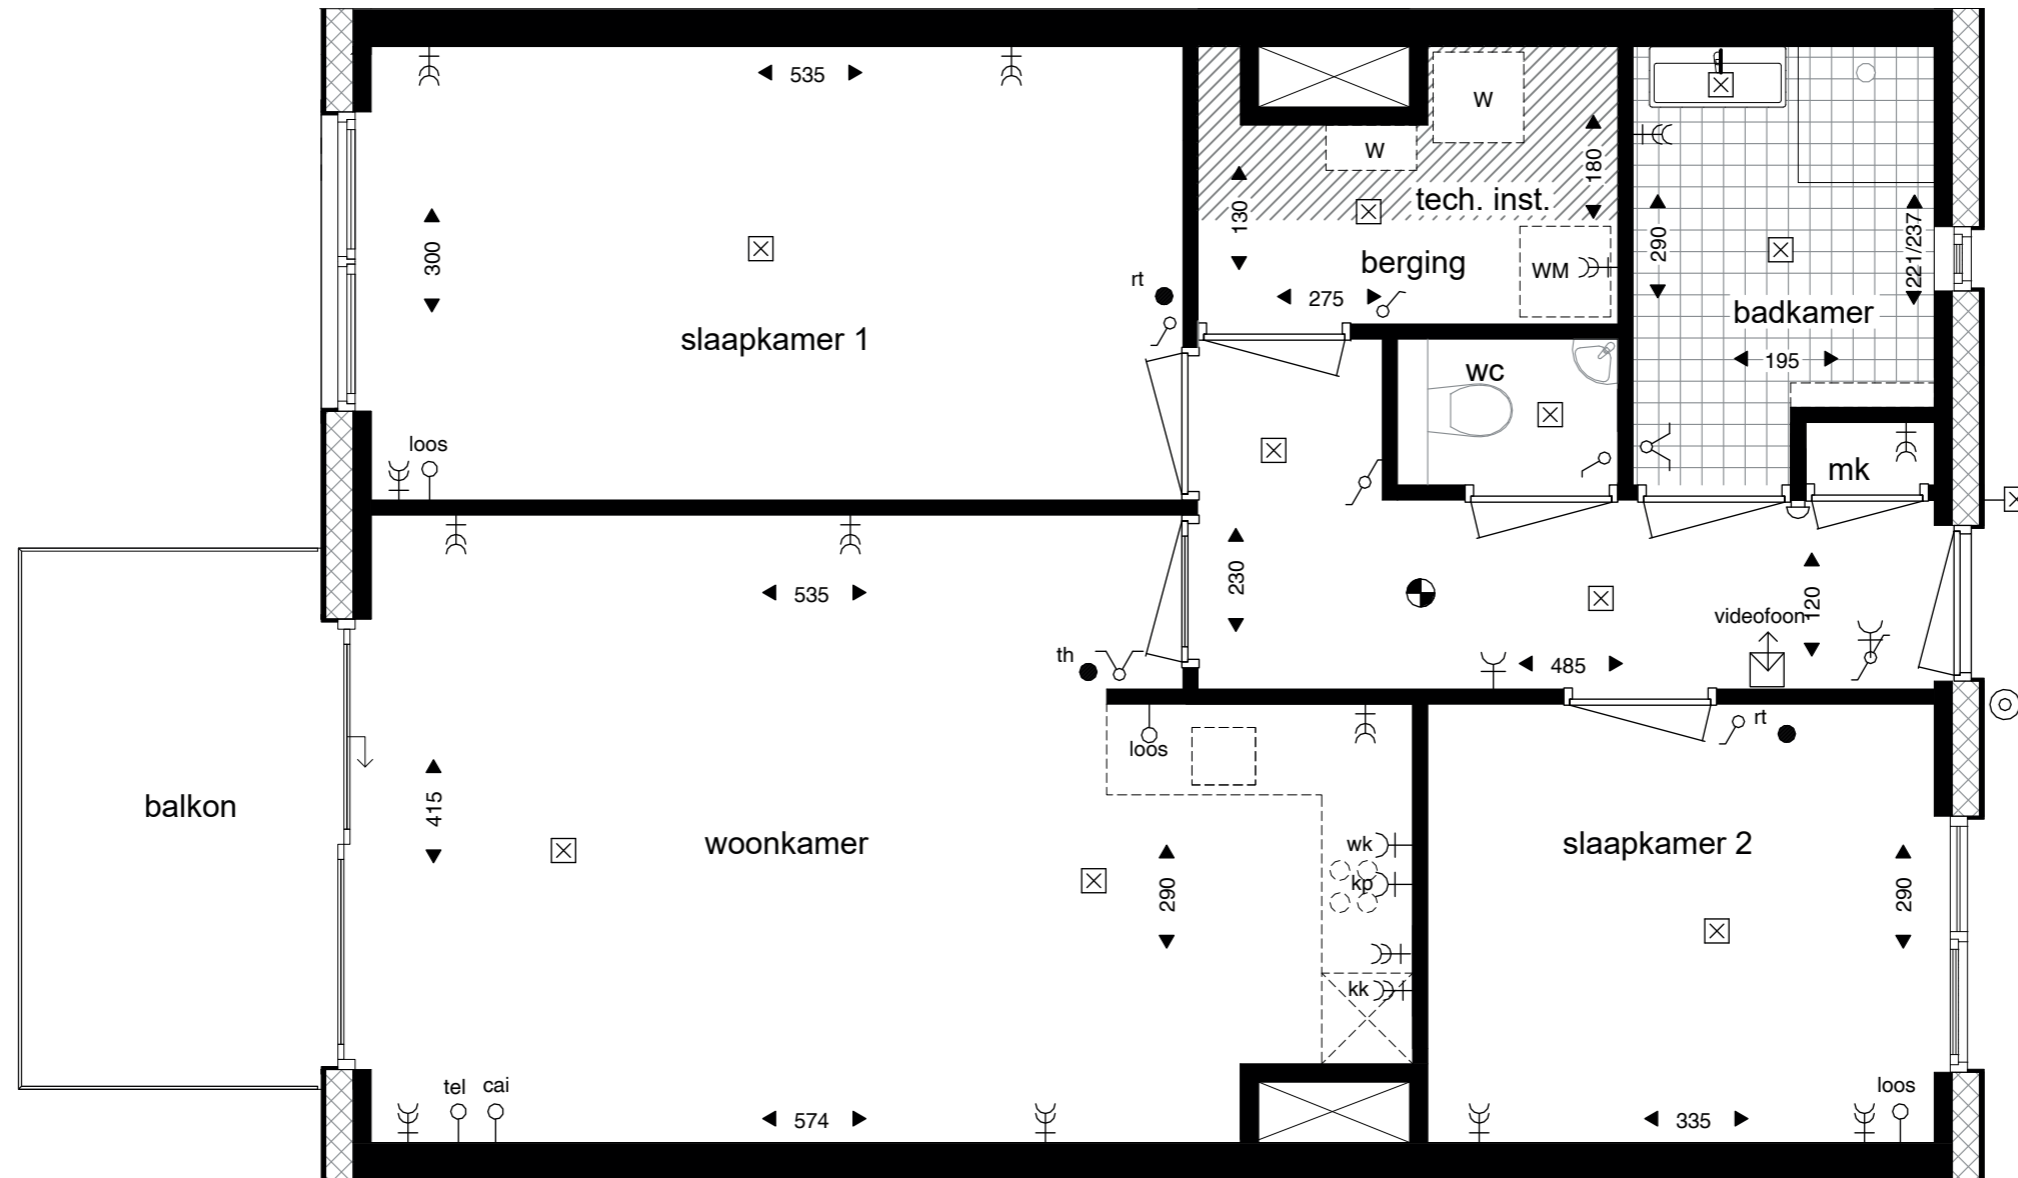 535
W
W
180
tech. inst.
130
290
221/237
300
berging
WM
rt
275
badkamer
slaapkamer 1
195
wc
loos
mk
535
230
120
videofoon
th
485
rt
loos
415
balkon
woonkamer
wk
slaapkamer 2
kp
290
290
kk
tel
cai
loos
574
335